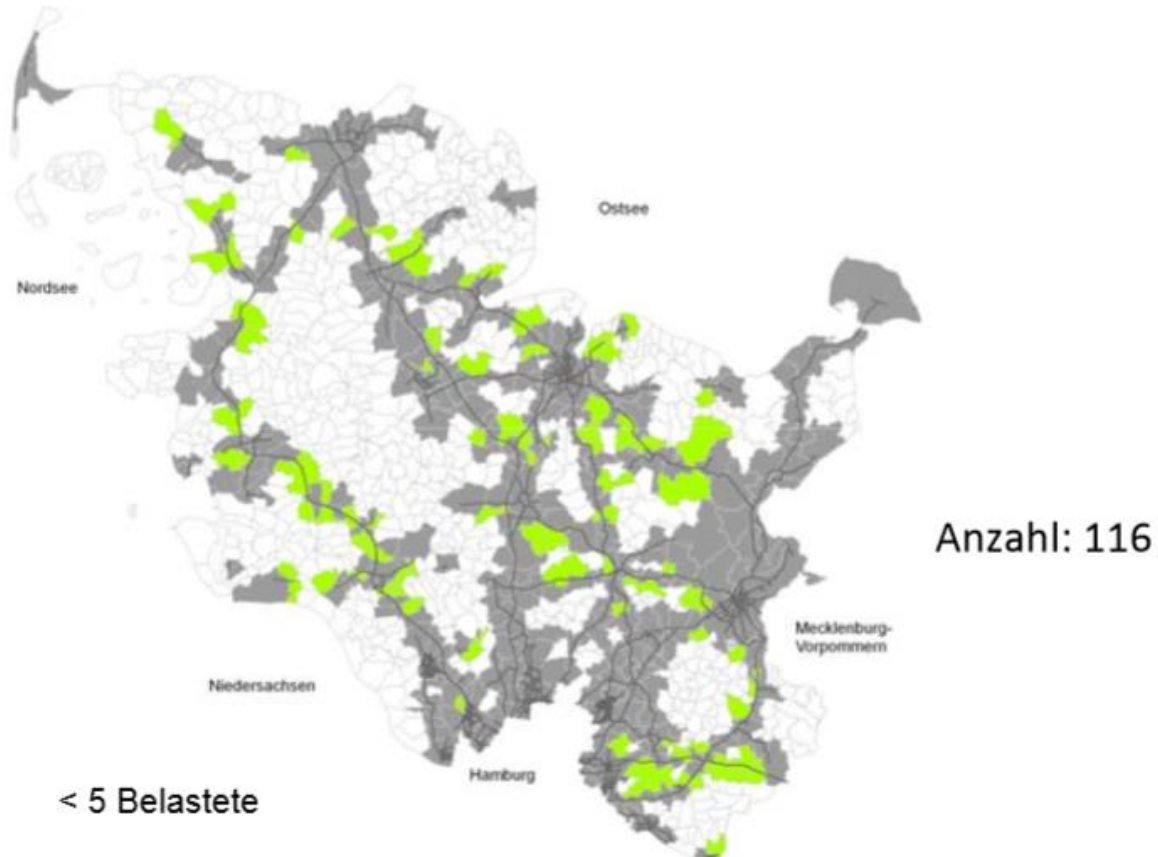 Ostsee
Nordsee
Anzahl: 116
Mecklenburg-
Vorpommern
Niedersachsen
Hamburg
< 5 Belastete